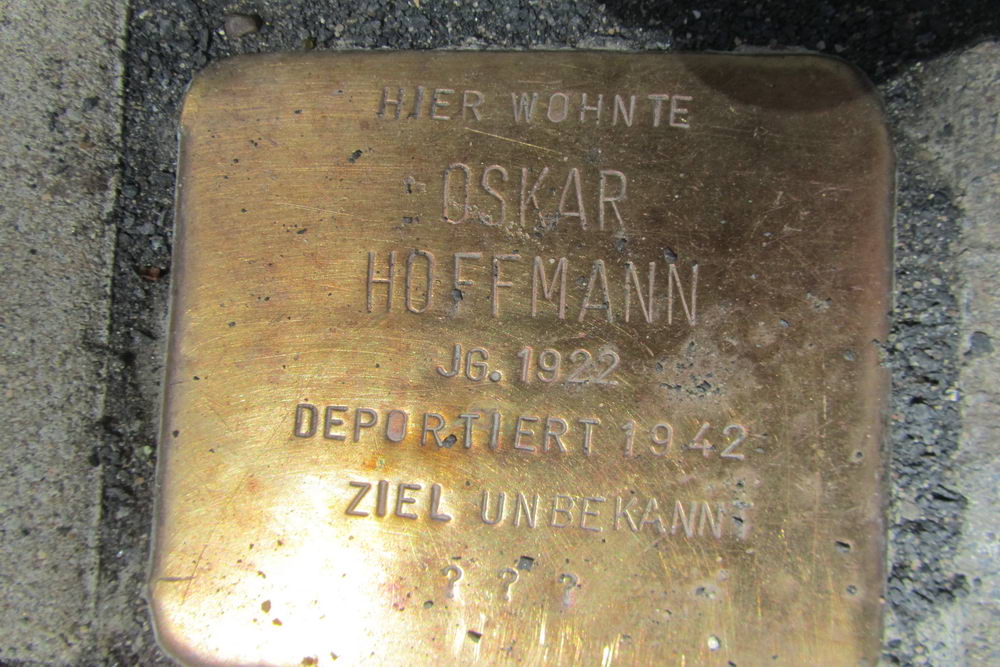 HIER WOHNTE
OSKAR
HOFFMANN
JG. 1922
DEPORTIERT 1942
ZIEL UNBEKANNT
? ? ?